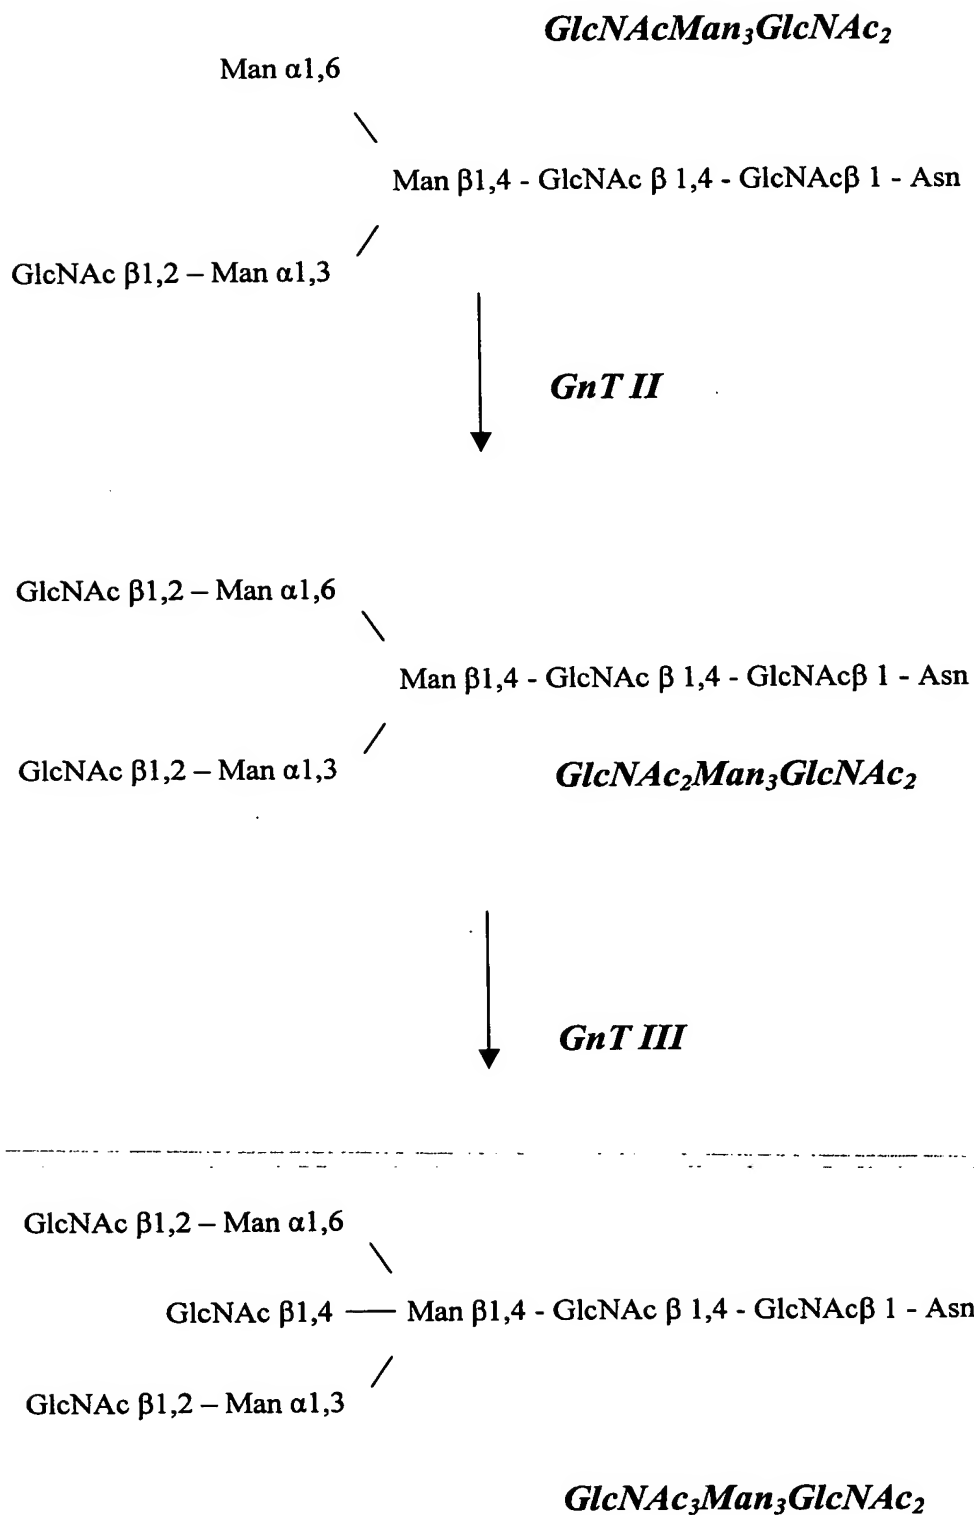 GlcNAcMan₃GlcNAc₂
Man α1,6
Man β1,4 - GlcNAc β 1,4 - GlcNAcβ 1 - Asn
GlcNAc β1,2 – Man α1,3
GnT II
GlcNAc β1,2 – Man α1,6
Man β1,4 - GlcNAc β 1,4 - GlcNAcβ 1 - Asn
GlcNAc β1,2 – Man α1,3
GlcNAc₂Man₃GlcNAc₂
GnT III
GlcNAc β1,2 – Man α1,6
GlcNAc β1,4 — Man β1,4 - GlcNAc β 1,4 - GlcNAcβ 1 - Asn
GlcNAc β1,2 – Man α1,3
GlcNAc₃Man₃GlcNAc₂